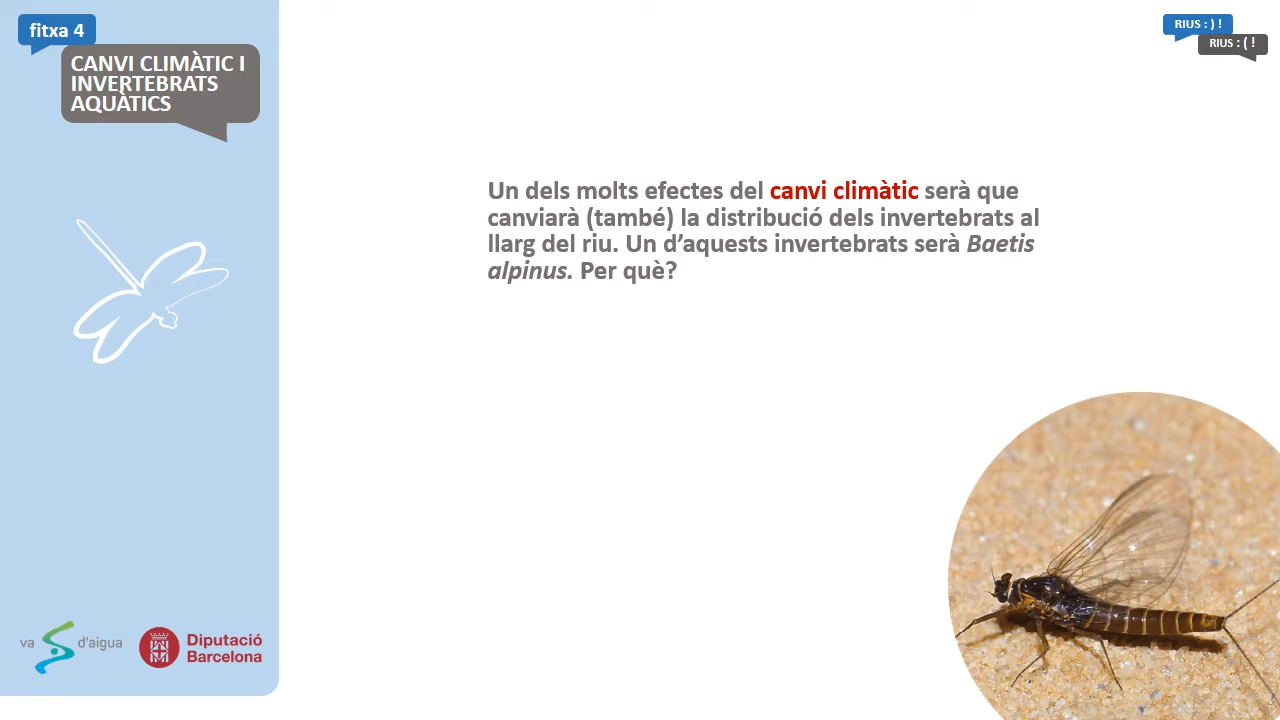 fitxa 4
CANVI CLIMÀTIC I
INVERTEBRATS
AQUÀTICS
RIUS : ) !
RIUS : ( !
Un dels molts efectes del canvi climàtic serà que
canviarà (també) la distribució dels invertebrats al
llarg del riu. Un d’aquests invertebrats serà Baetis
alpinus. Per què?
va d'aigua
Diputació
Barcelona